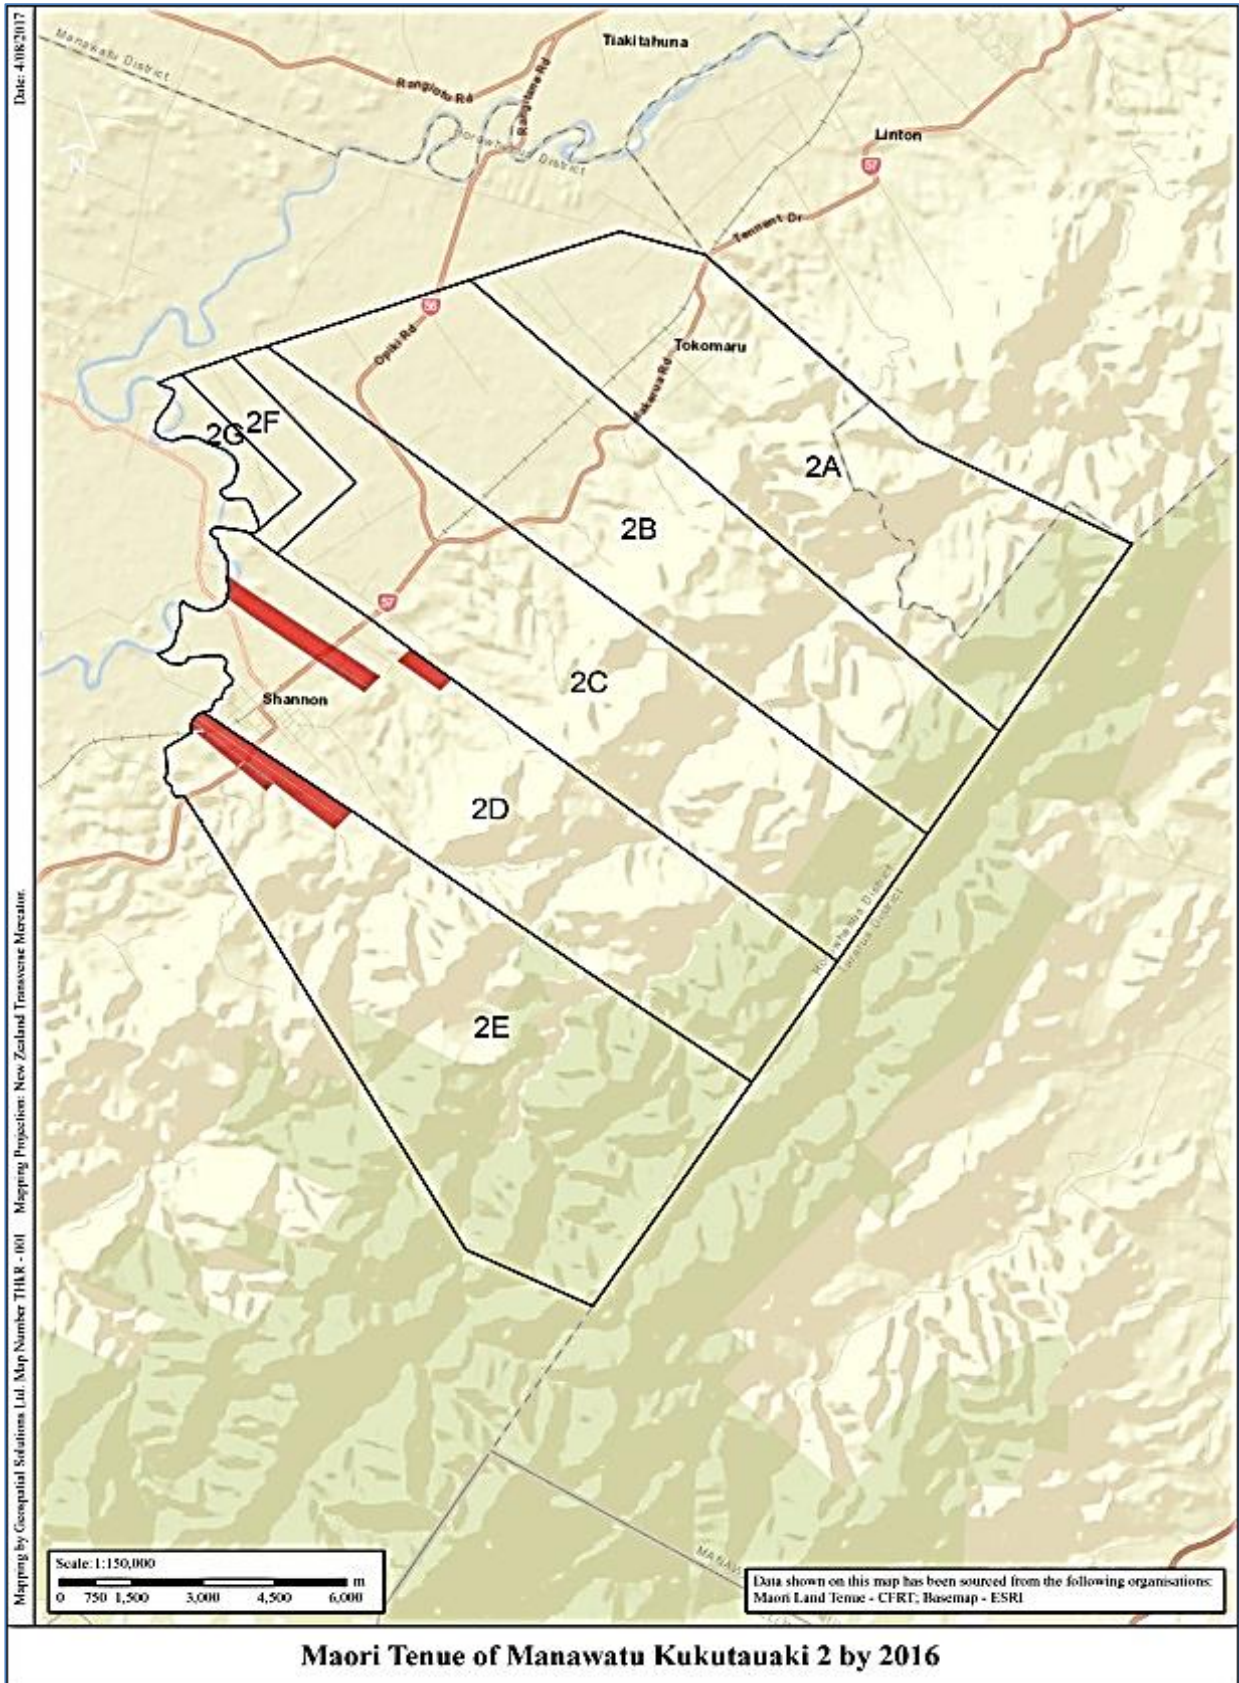 Date: 4/08/2017
Manawatu District
Tiakitahuna
Rangiotu Rd
Rangitane Rd
Horowhenua District
Linton
57
N
Tennent Dr
56
Opiki Rd
Tokomaru
Makerua Rd
2G
2F
2A
2B
57
2C
Shannon
2D
Horowhenua District
Tararua District
2E
Mapping by Geospatial Solutions Ltd. Map Number TH&R - 001 Mapping Projection: New Zealand Transverse Mercator.
Scale: 1:150,000
m
0 750 1,500 3,000 4,500 6,000
Data shown on this map has been sourced from the following organisations:
Maori Land Tenue - CFRT; Basemap - ESRI
Maori Tenue of Manawatu Kukutauaki 2 by 2016